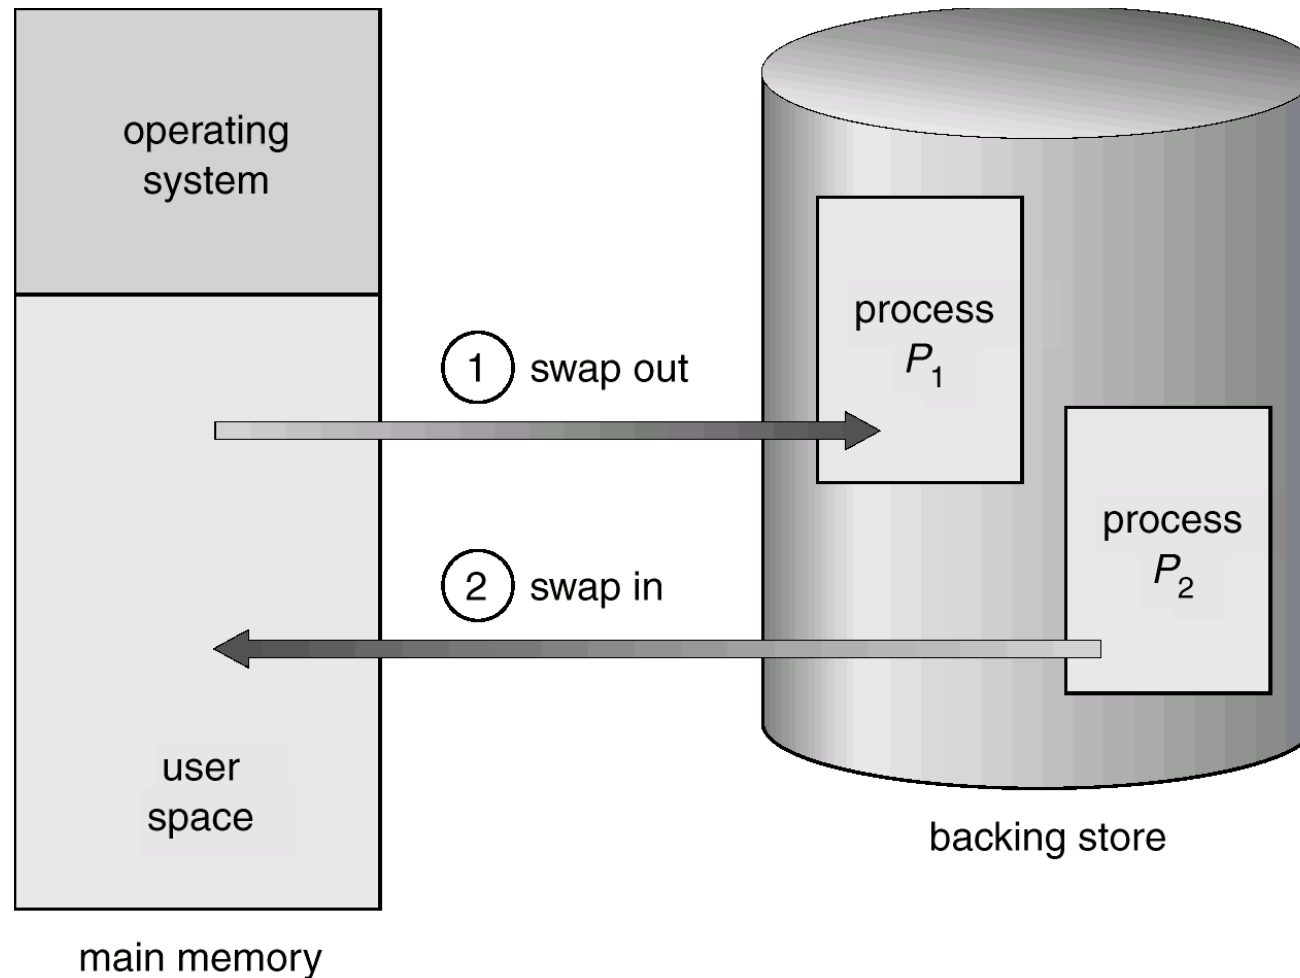 operating
system
1 swap out
process
P1
process
P2
2 swap in
user
space
backing store
main memory